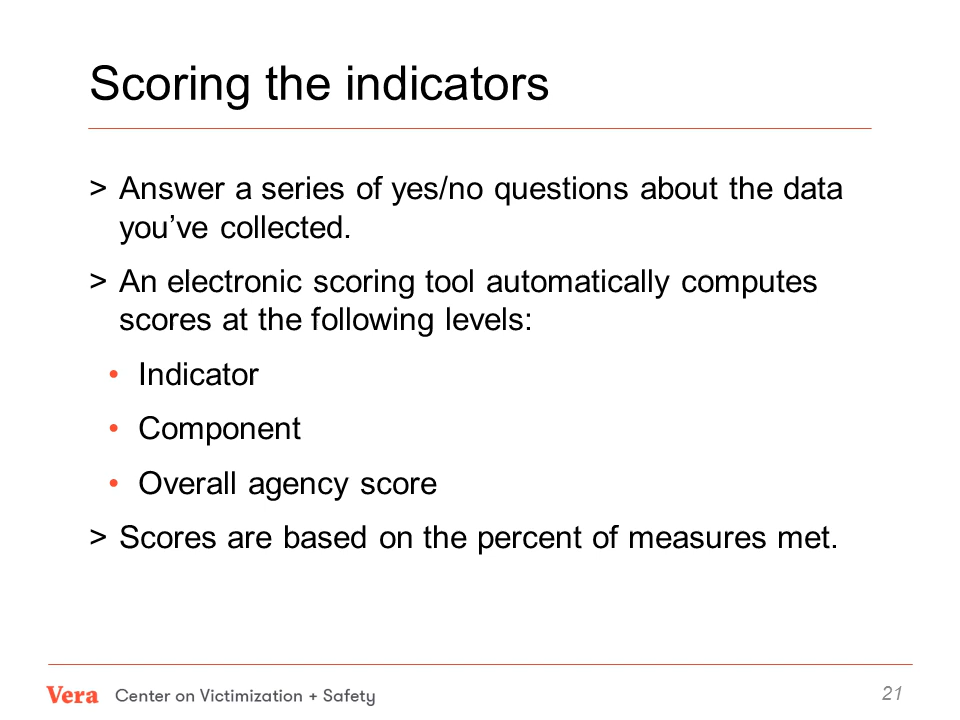 Scoring the indicators
> Answer a series of yes/no questions about the data
you’ve collected.
> An electronic scoring tool automatically computes
scores at the following levels:
• Indicator
• Component
• Overall agency score
> Scores are based on the percent of measures met.
Vera Center on Victimization + Safety
21